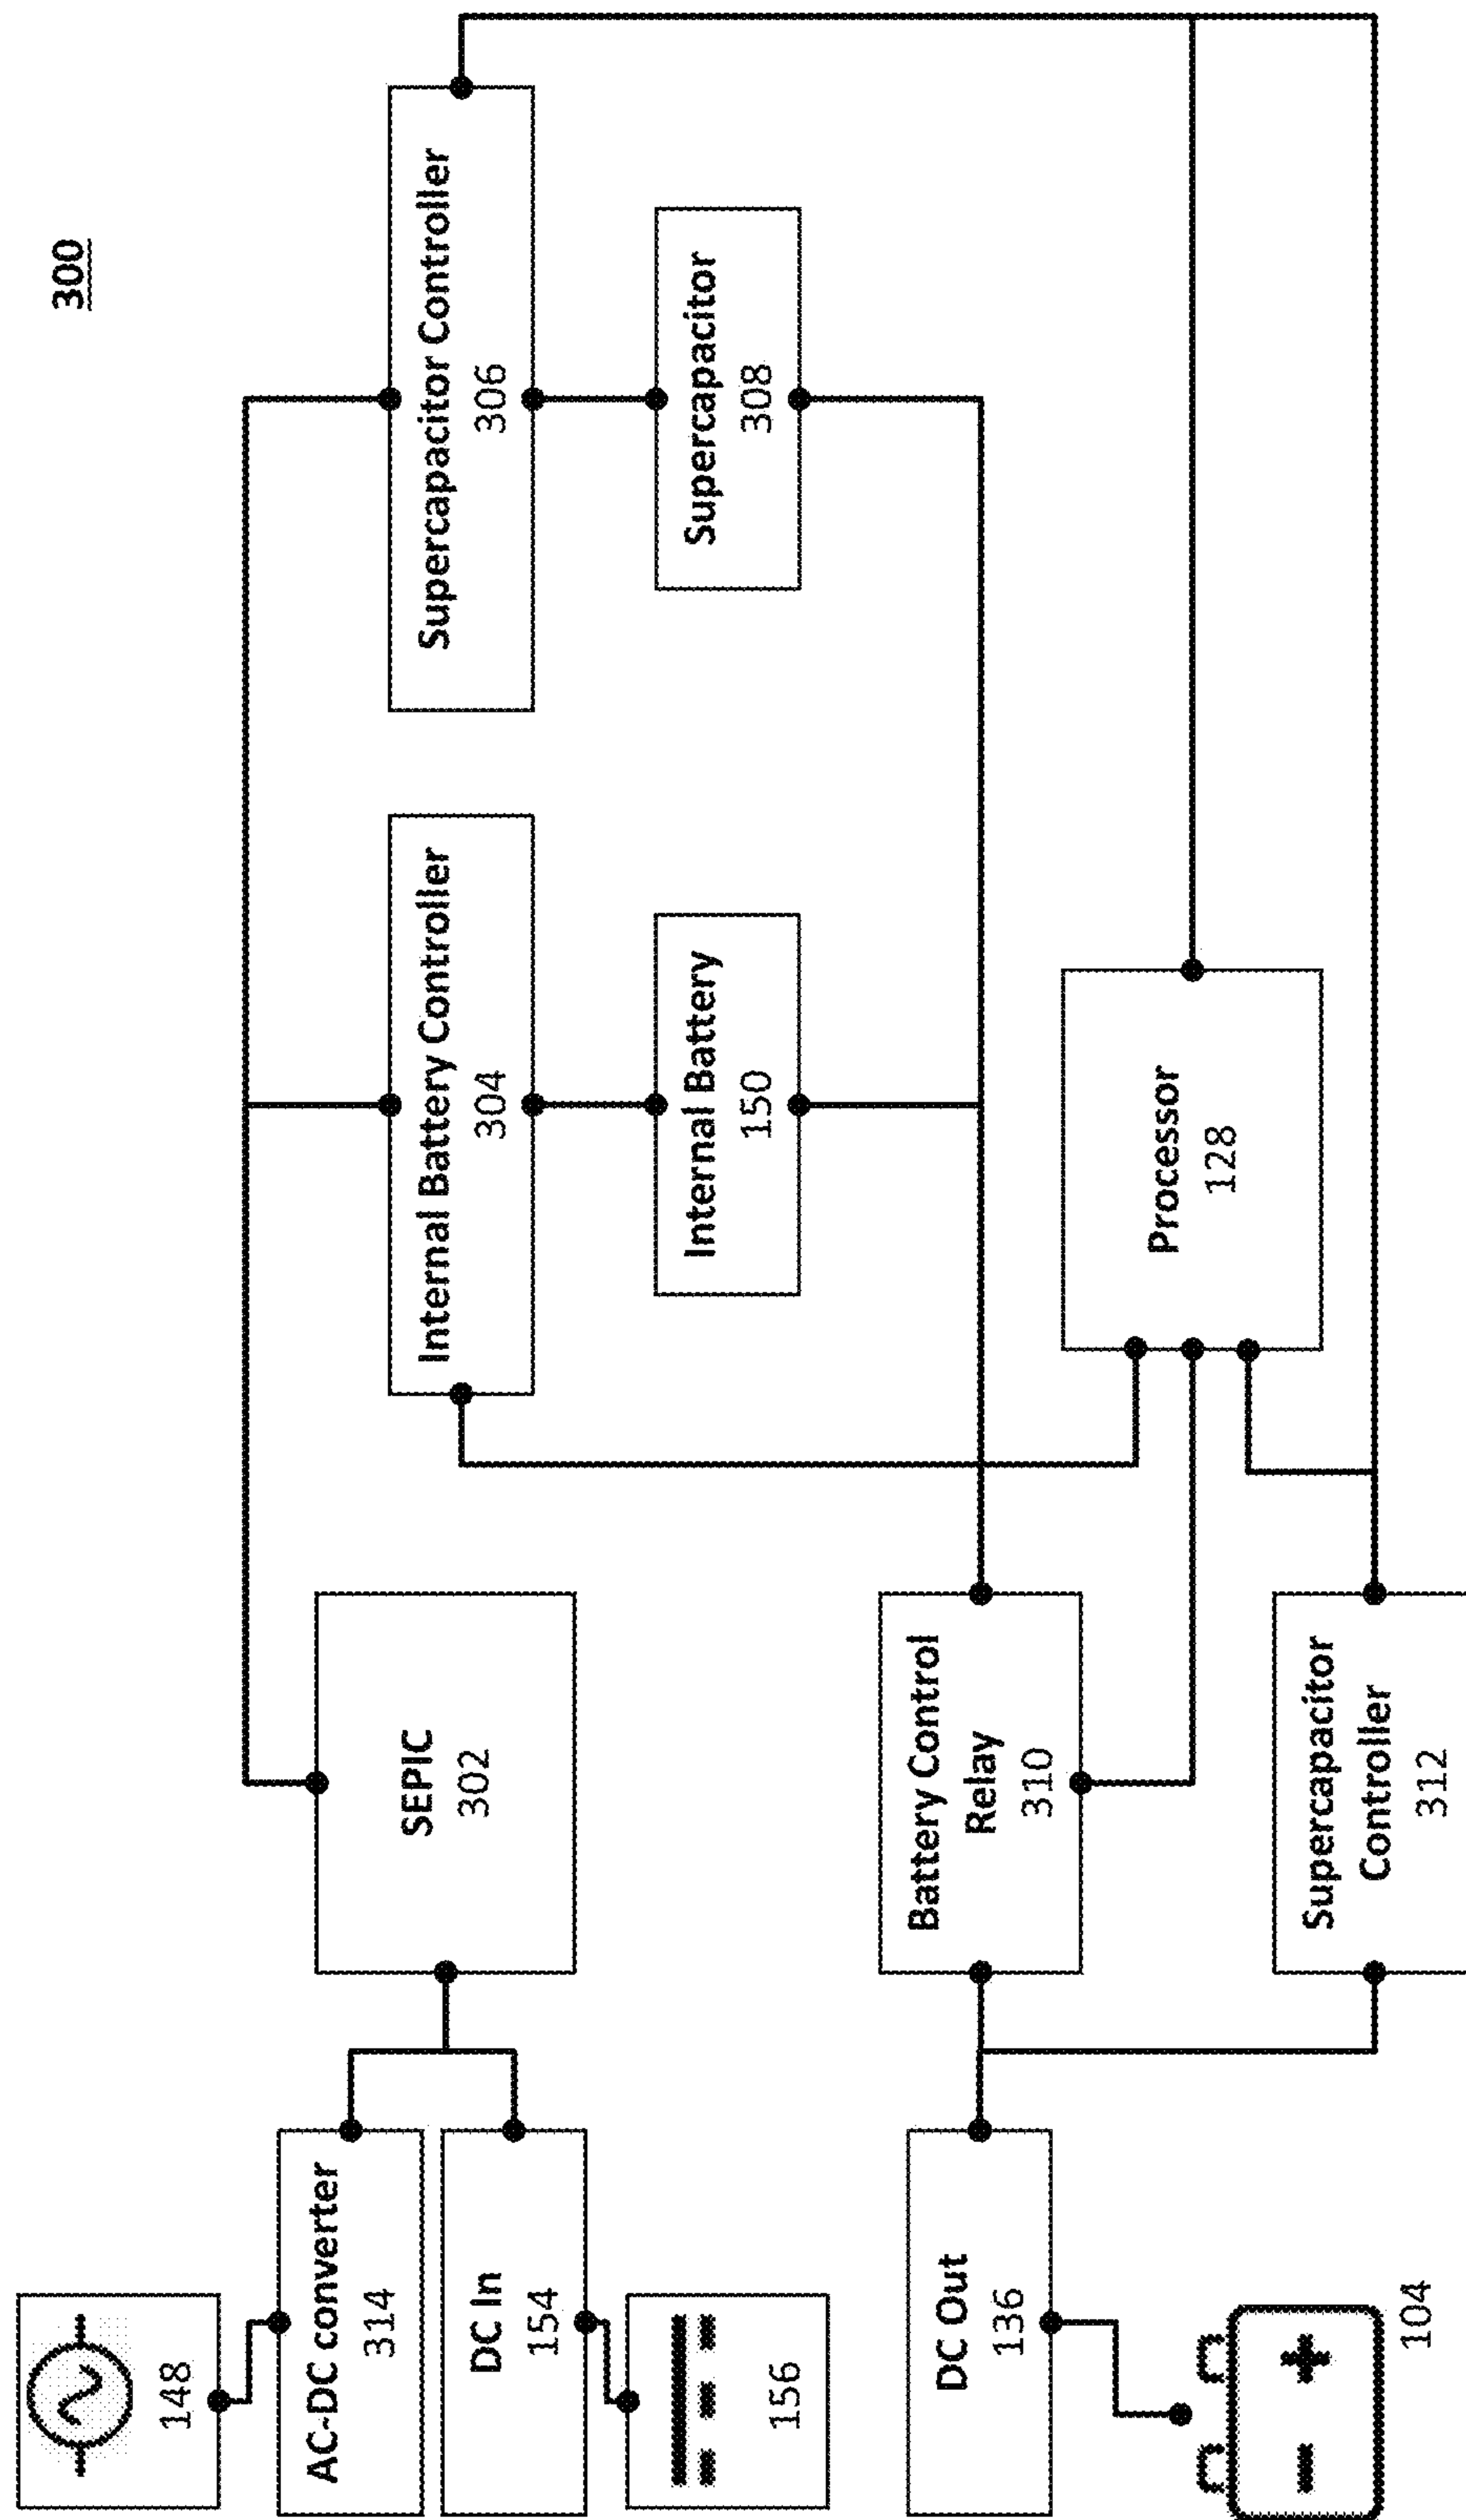 300
148
AC-DC converter
314
DC In
154
156
SEPIC
302
Internal Battery Controller
304
Supercapacitor Controller
306
Internal Battery
150
Supercapacitor
308
DC Out
136
104
Battery Control
Relay
310
Supercapacitor
Controller
312
Processor
128